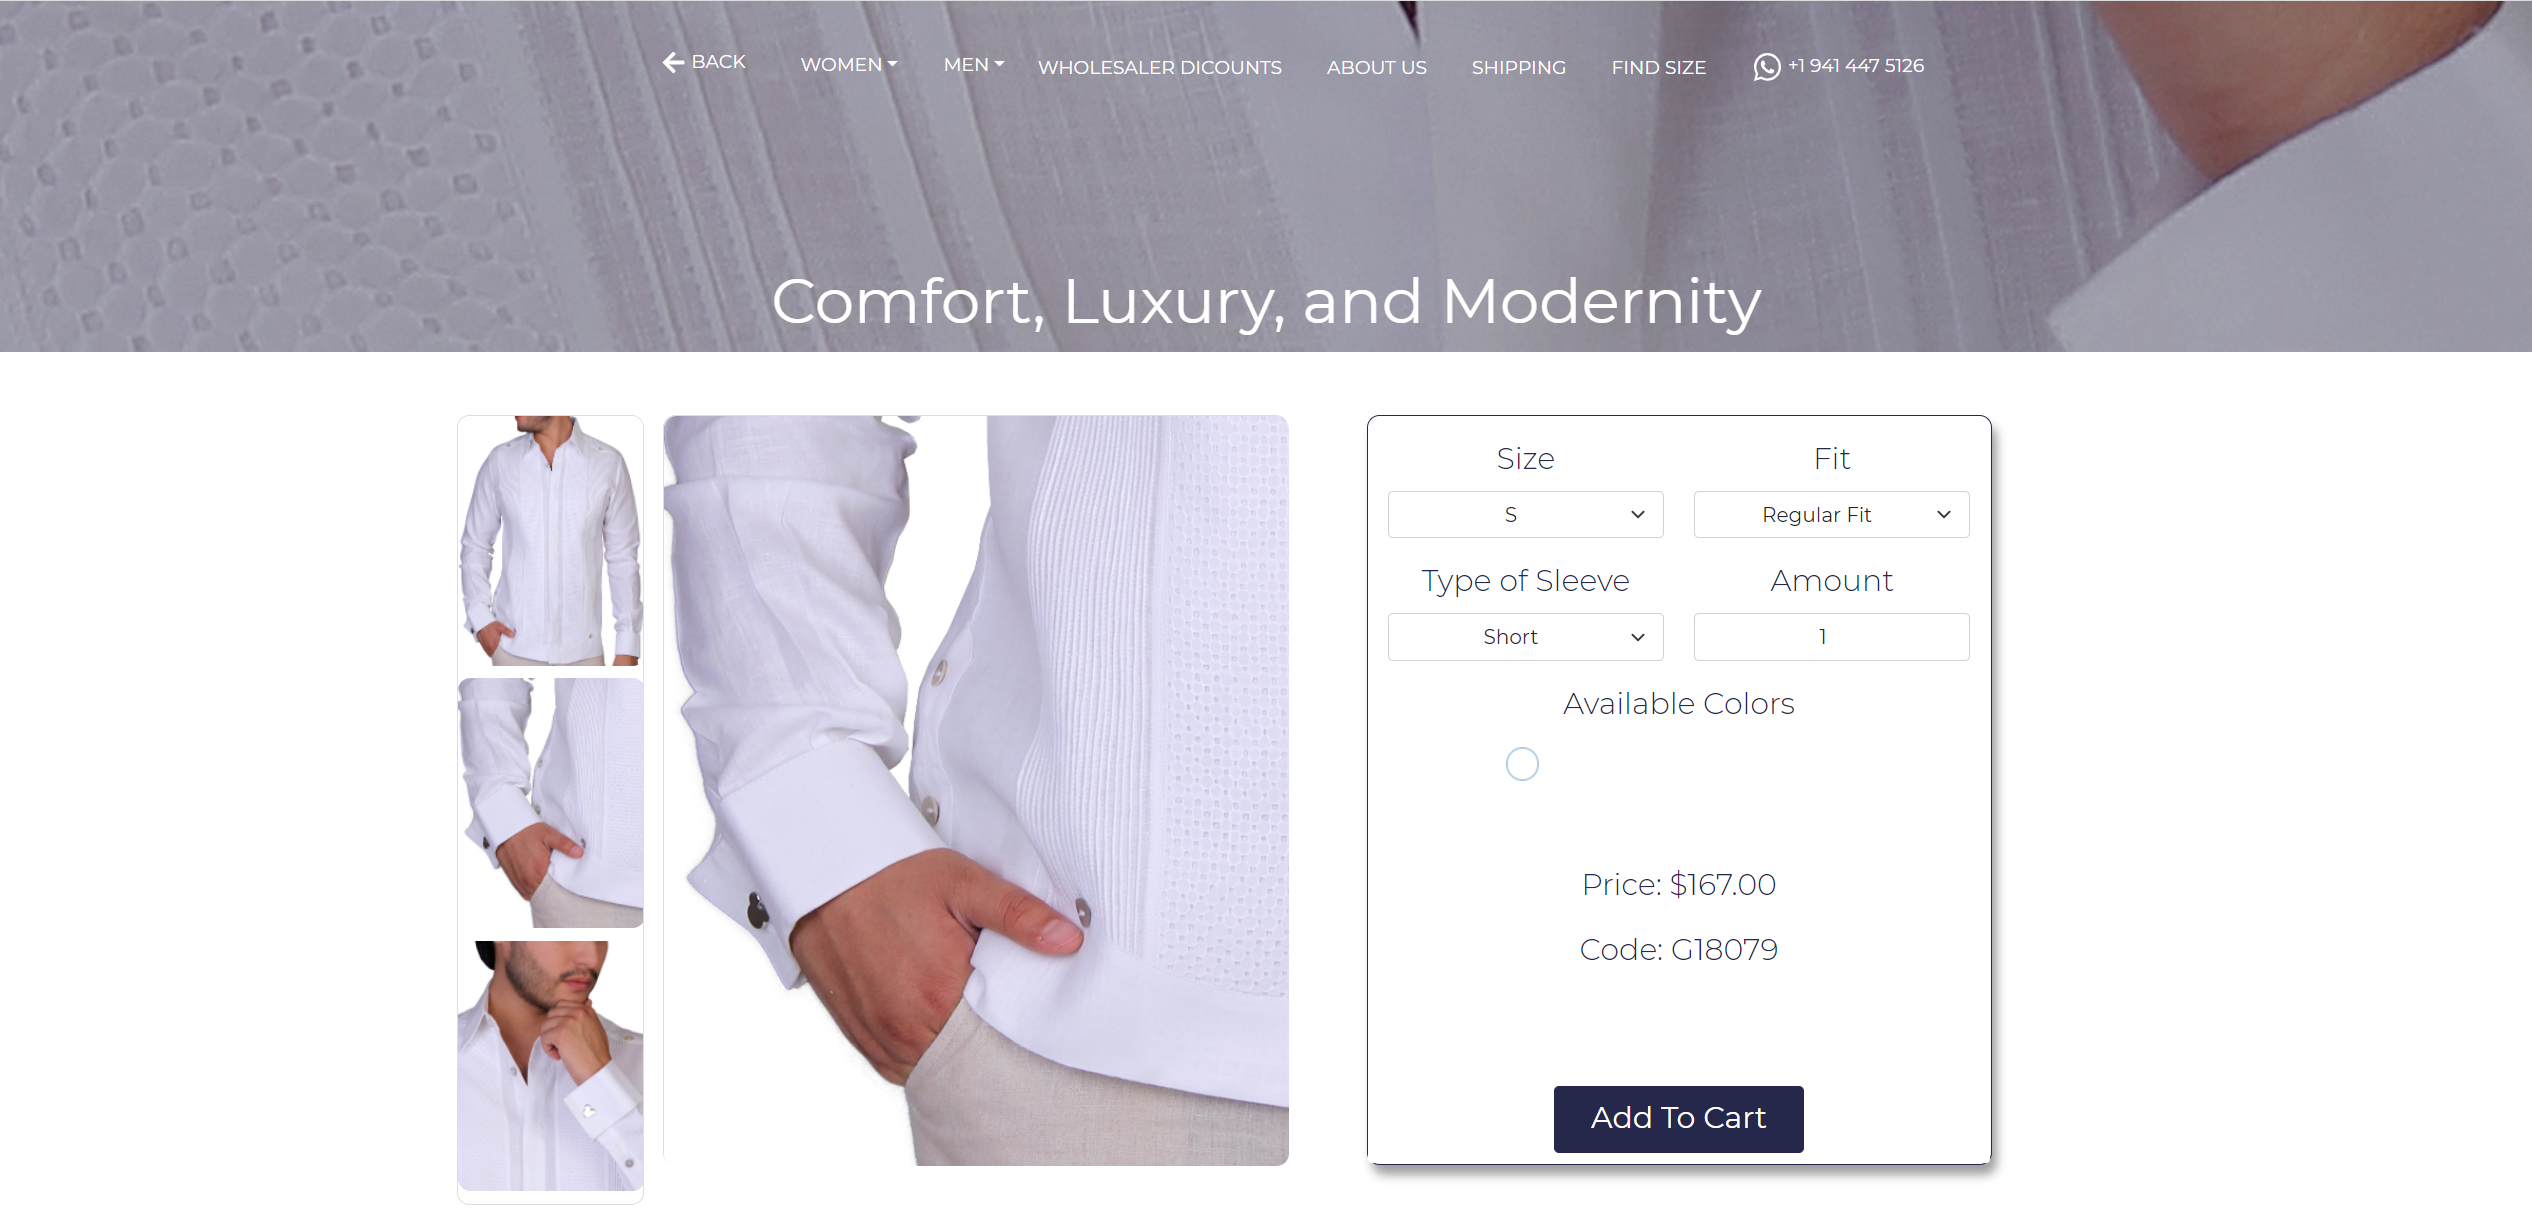 BACK
WOMEN
MEN
WHOLESALER DICOUNTS
ABOUT US
SHIPPING
FIND SIZE
+1 941 447 5126
Comfort, Luxury, and Modernity
Size
Fit
S
Regular Fit
Type of Sleeve
Amount
Short
1
Available Colors
Price: $167.00
Code: G18079
Add To Cart